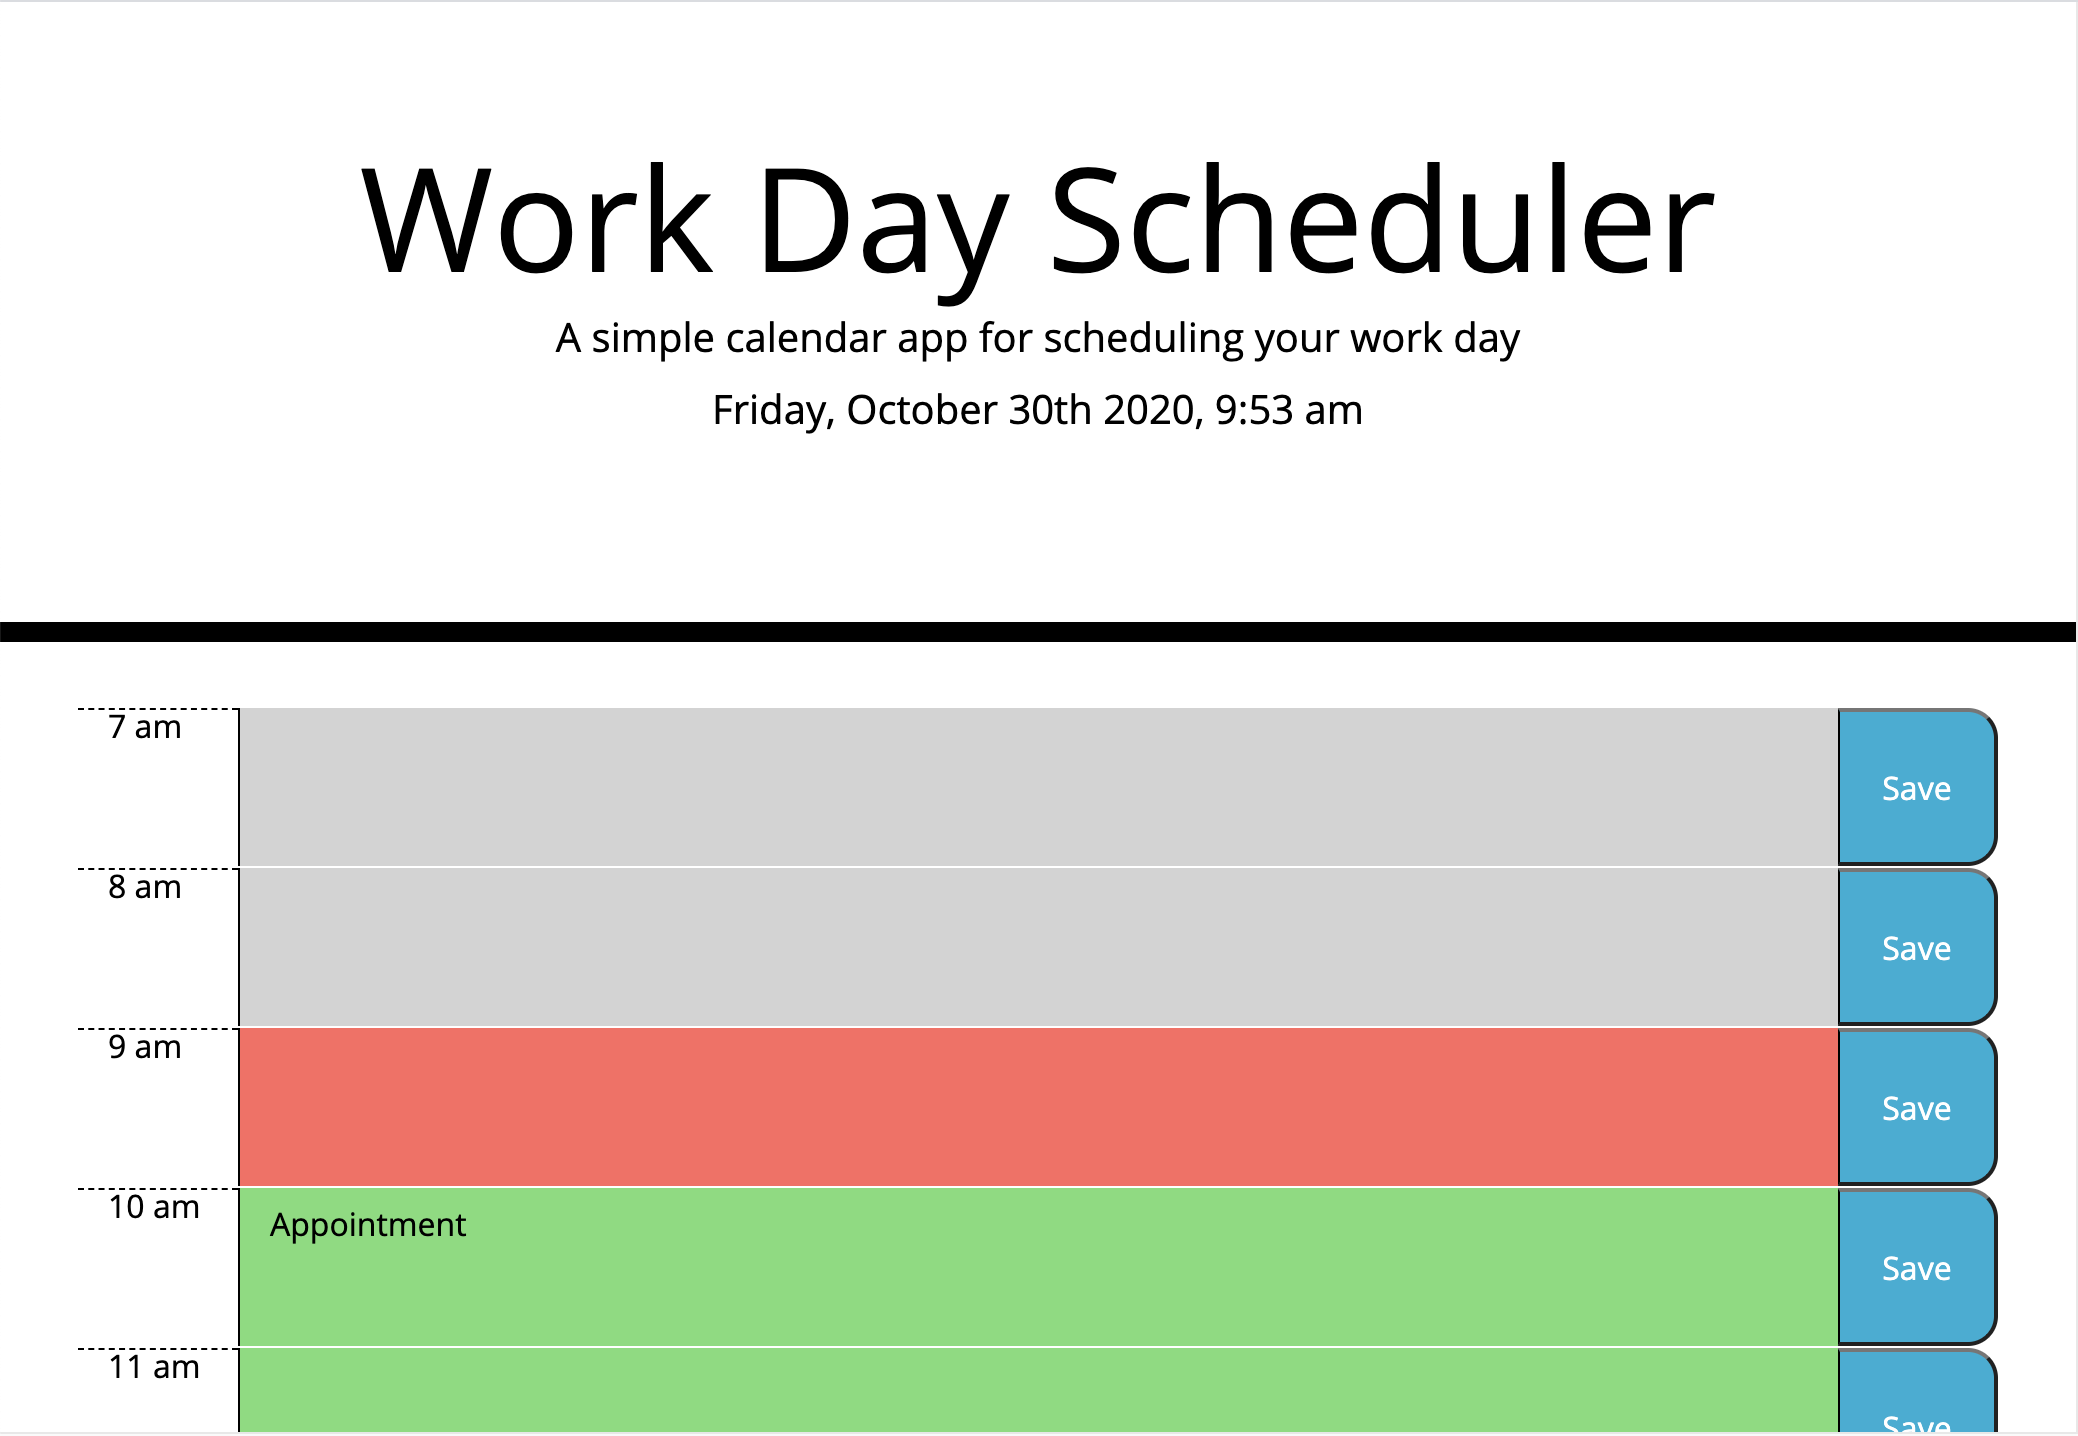 Work Day Scheduler
A simple calendar app for scheduling your work day
Friday, October 30th 2020, 9:53 am
7 am
Save
8 am
Save
9 am
Save
10 am
Appointment
Save
11 am
Save